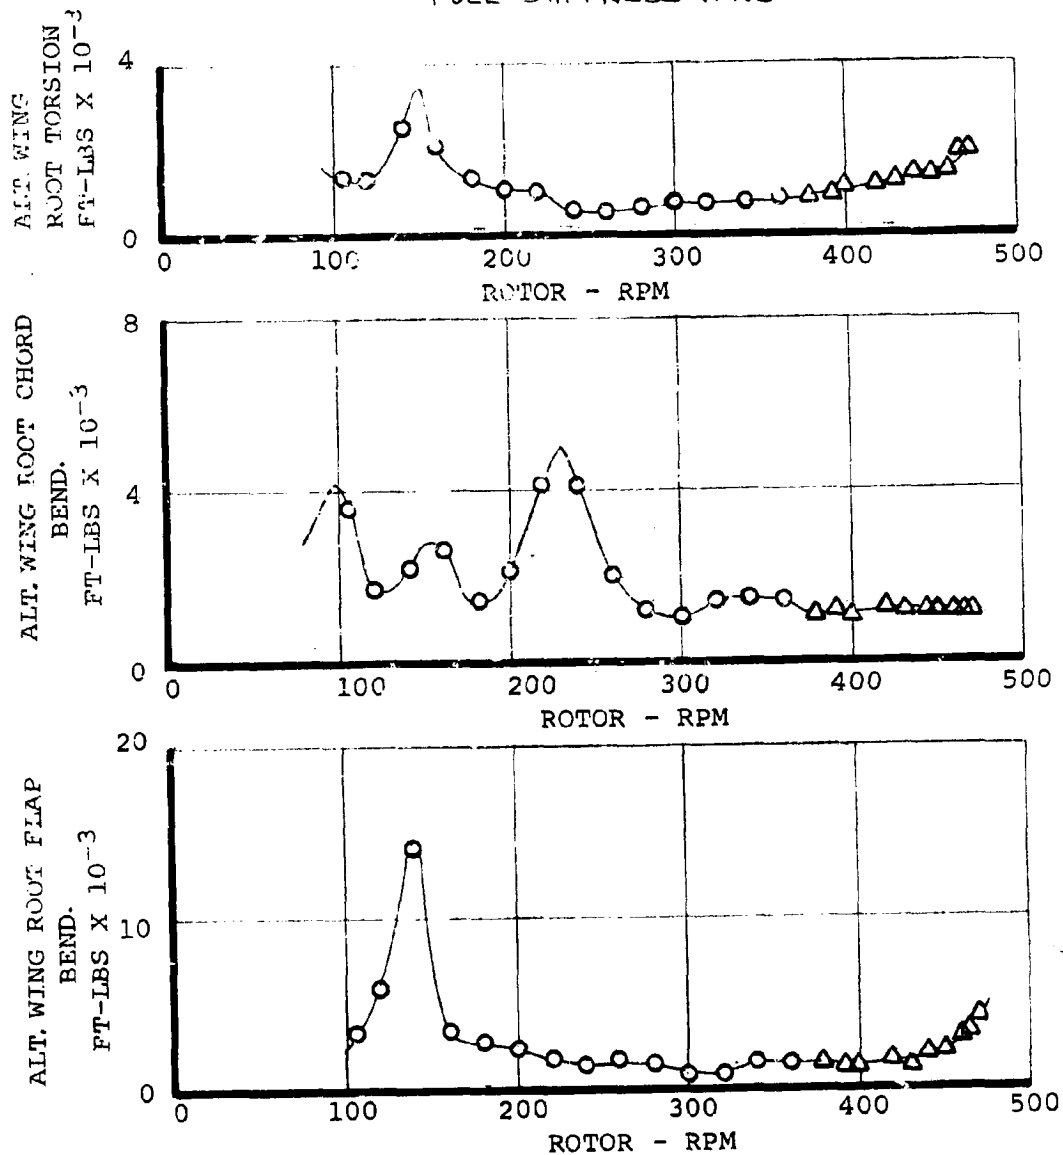 ALT. WING
ROOT TORSION
FT-LBS X 10-3
4
0
0 100 200 300 400 500
ROTOR - RPM
ALT. WING ROOT CHORD
BEND.
FT-LBS X 10-3
8
4
0
0 100 200 300 400 500
ROTOR - RPM
ALT. WING ROOT FLAP
BEND.
FT-LBS X 10-3
20
10
0
0 100 200 300 400 500
ROTOR - RPM